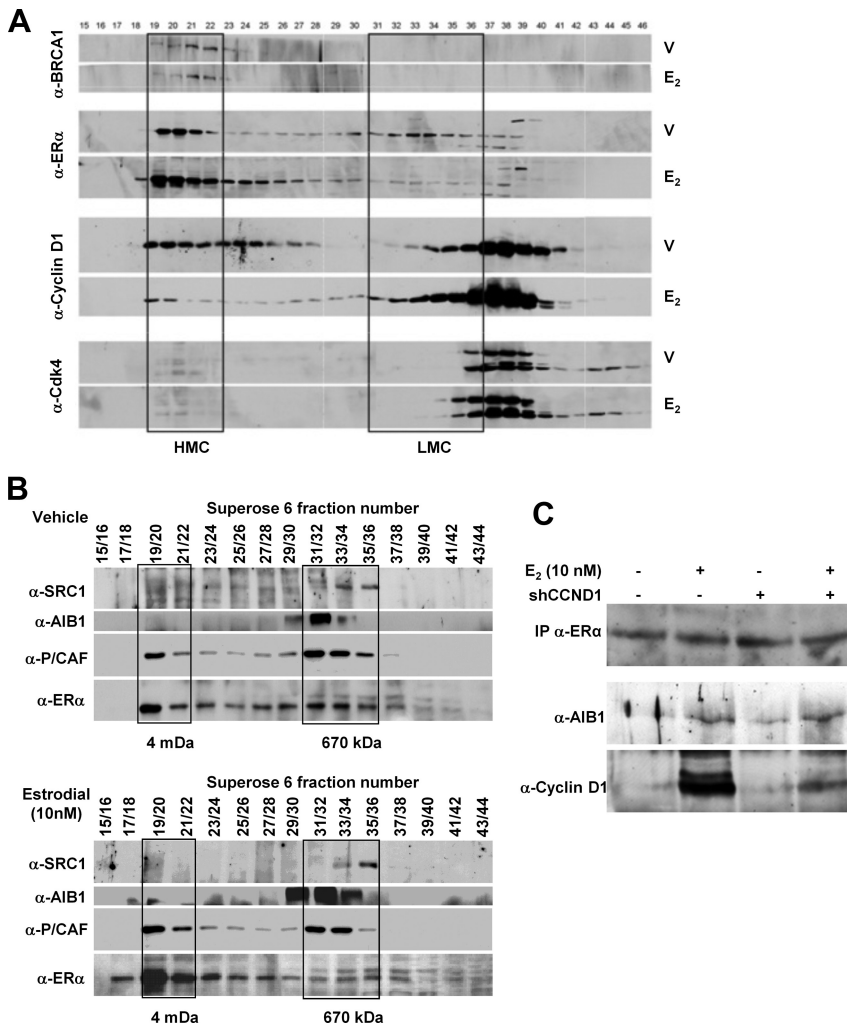 A
15 16 17 18 19 20 21 22 23 24 25 26 27 28 29 30 31 32 33 34 35 36 37 38 39 40 41 42 43 44 45 46
α-BRCA1
V
E2
α-ERα
V
E2
α-Cyclin D1
V
E2
α-Cdk4
V
E2
HMC LMC
B
Vehicle
Superose 6 fraction number
15/16 17/18 19/20 21/22 23/24 25/26 27/28 29/30 31/32 33/34 35/36 37/38 39/40 41/42 43/44
α-SRC1
α-AIB1
α-P/CAF
α-ERα
4 mDa 670 kDa
Estrodial
(10nM)
Superose 6 fraction number
15/16 17/18 19/20 21/22 23/24 25/26 27/28 29/30 31/32 33/34 35/36 37/38 39/40 41/42 43/44
α-SRC1
α-AIB1
α-P/CAF
α-ERα
4 mDa 670 kDa
C
E2 (10 nM) - + - +
shCCND1 - - + +
IP α-ERα
α-AIB1
α-Cyclin D1